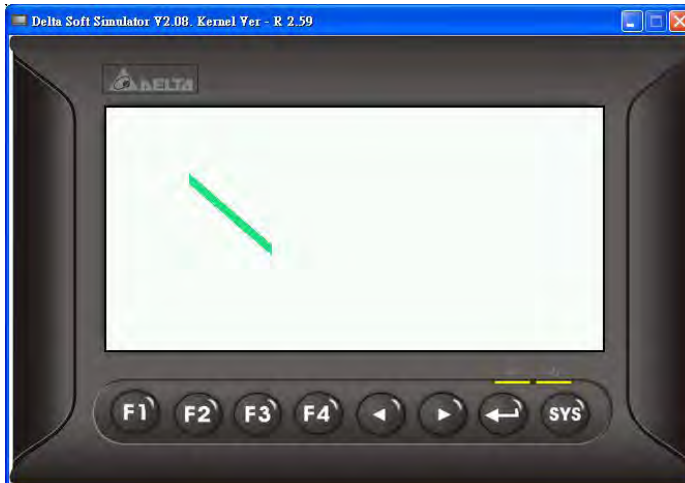 Delta Soft Simulator V2.08. Kernel Ver - R 2.59
DELTA
F1 F2 F3 F4 SYS